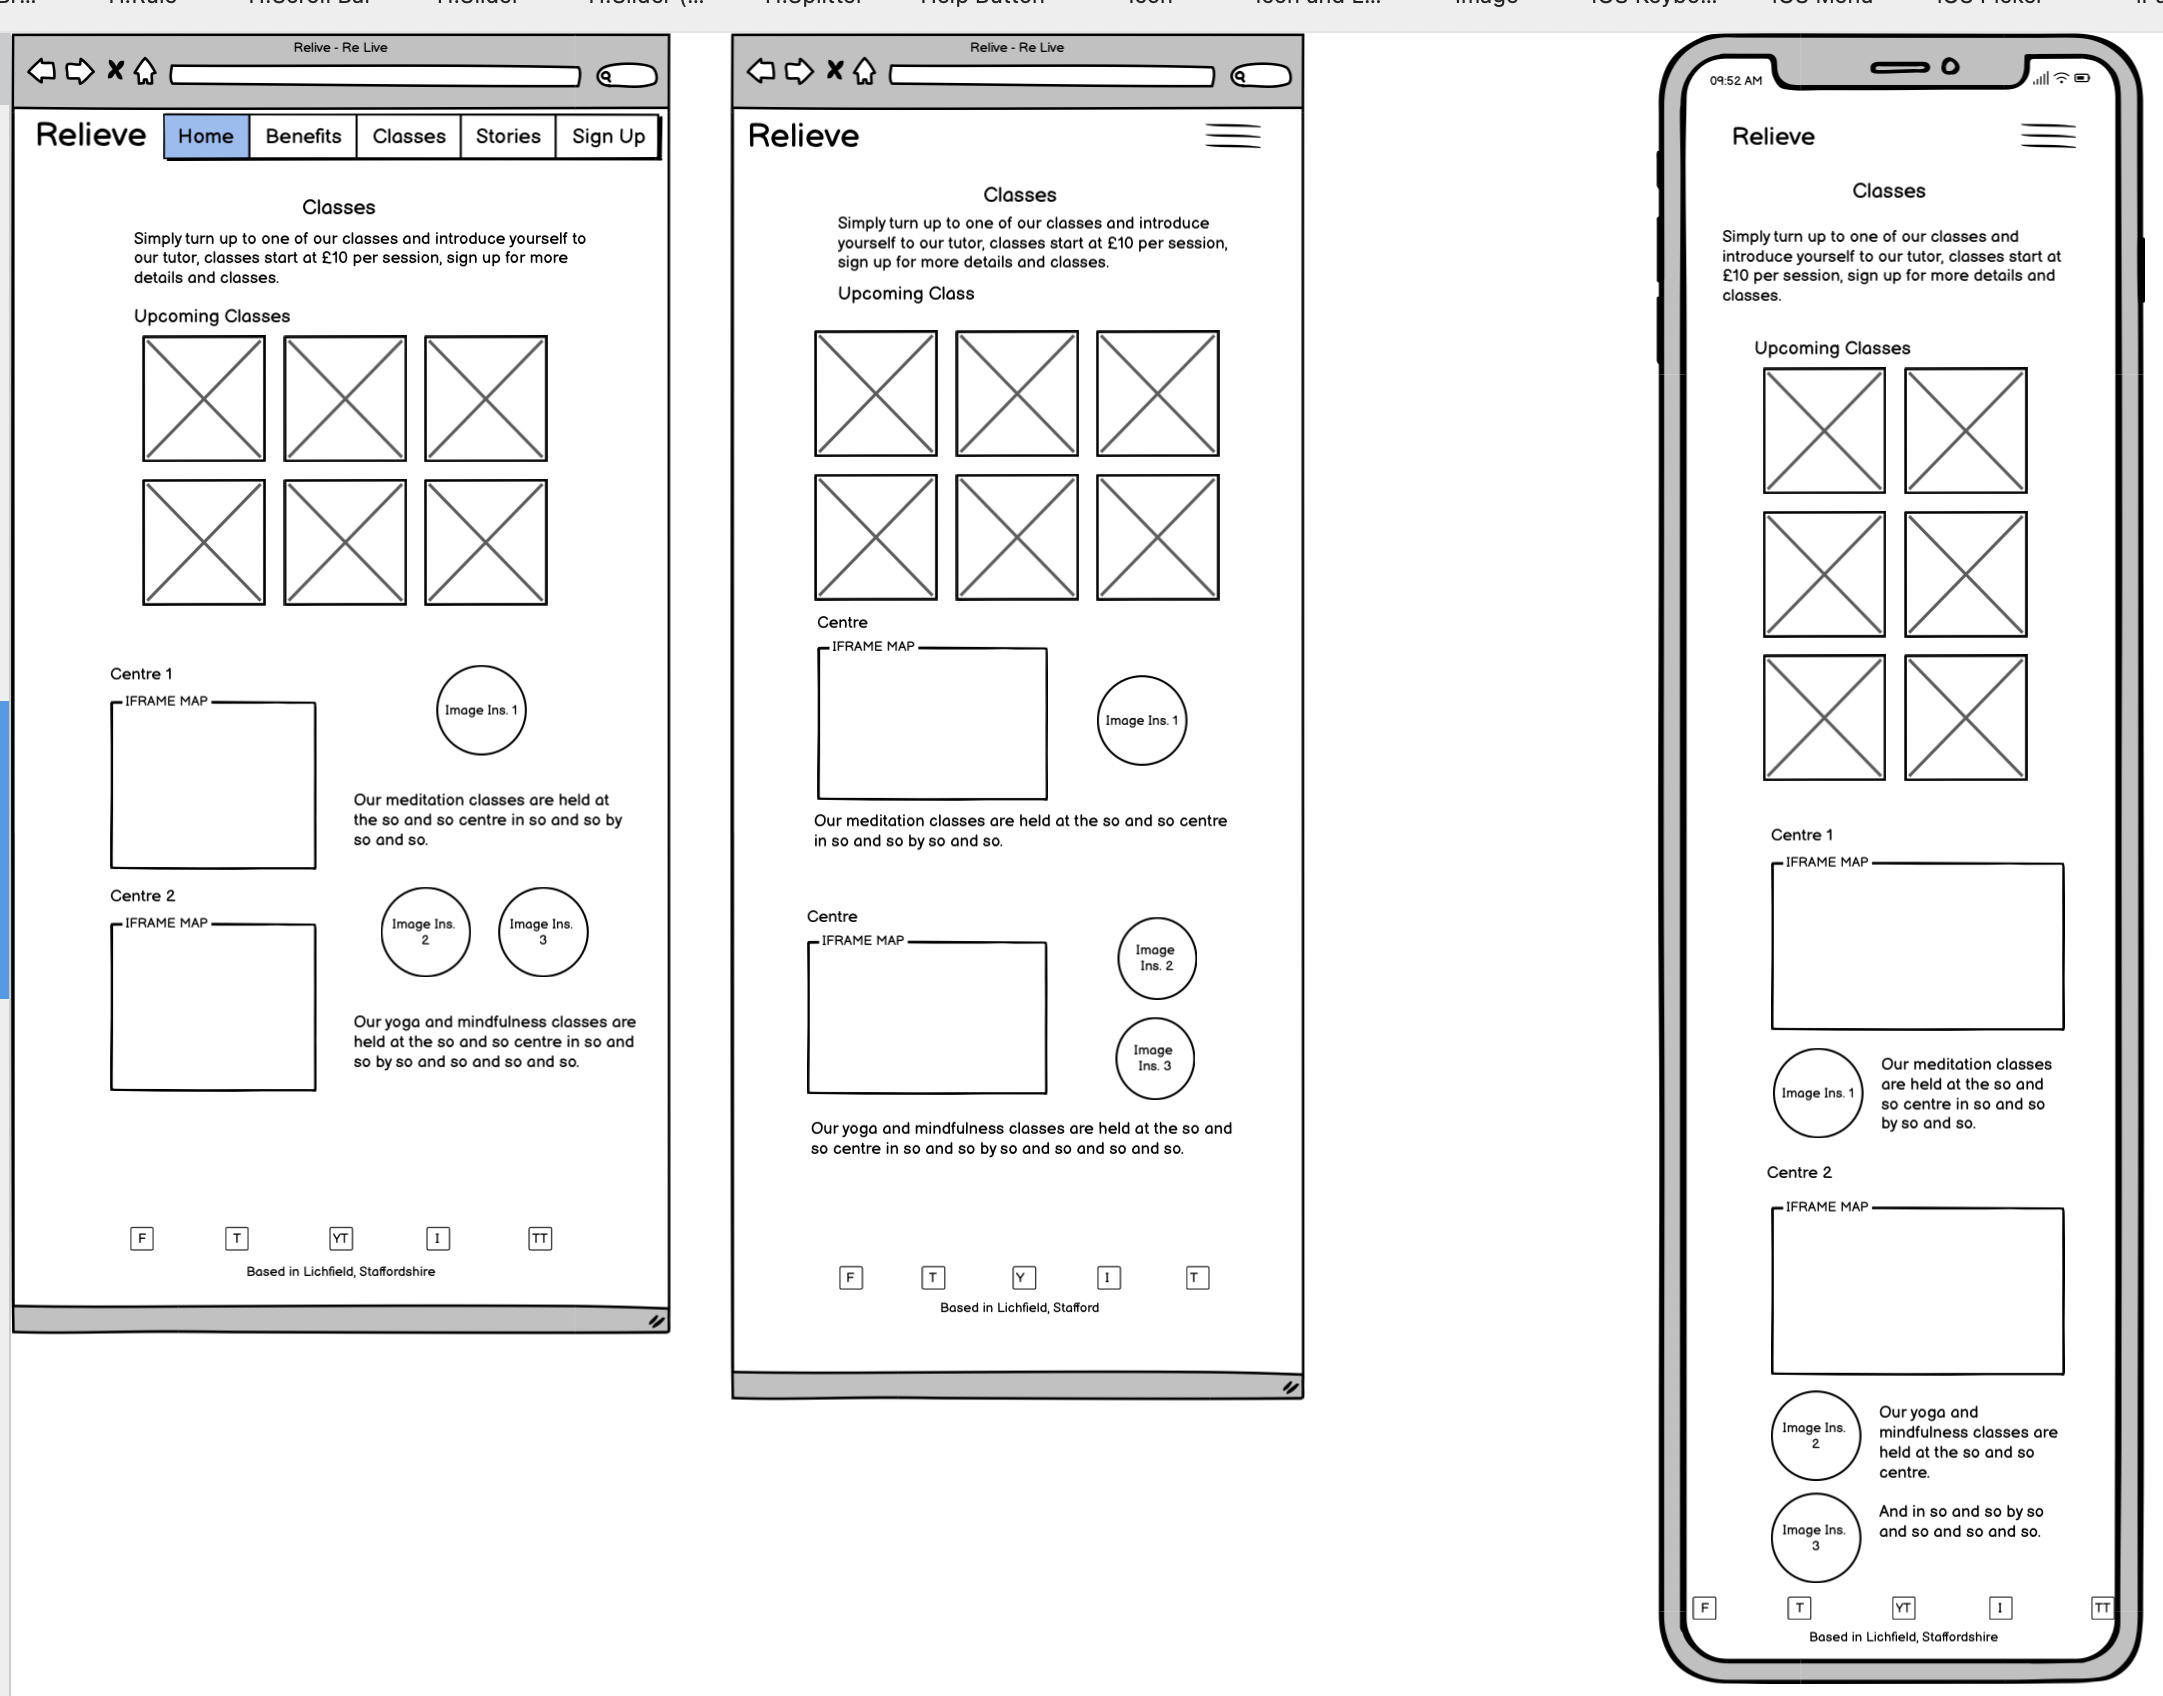 H.Scroll Bar
H.Slider
H.Slider (...
H.Splitter
Help Button
Icon
Image
iOS Keybo...
iOS Menu
iOS Picker
Relive - Re Live
Relieve
Home
Benefits
Classes
Stories
Sign Up
Classes
Simply turn up to one of our classes and introduce yourself to
our tutor, classes start at £10 per session, sign up for more
details and classes.
Upcoming Classes
Centre 1
IFRAME MAP
Image Ins. 1
Our meditation classes are held at
the so and so centre in so and so by
so and so.
Centre 2
IFRAME MAP
Image Ins.
2
Image Ins.
3
Our yoga and mindfulness classes are
held at the so and so centre in so and
so by so and so and so and so.
F
T
YT
I
TT
Based in Lichfield, Staffordshire
Relive - Re Live
Relieve
Classes
Simply turn up to one of our classes and introduce
yourself to our tutor, classes start at £10 per session,
sign up for more details and classes.
Upcoming Class
Centre
IFRAME MAP
Image Ins. 1
Our meditation classes are held at the so and so centre
in so and so by so and so.
Centre
IFRAME MAP
Image
Ins. 2
Image
Ins. 3
Our yoga and mindfulness classes are held at the so and
so centre in so and so by so and so and so and so.
F
T
Y
I
T
Based in Lichfield, Stafford
09:52 AM
Relieve
Classes
Simply turn up to one of our classes and
introduce yourself to our tutor, classes start at
£10 per session, sign up for more details and
classes.
Upcoming Classes
Centre 1
IFRAME MAP
Image Ins. 1
Our meditation classes
are held at the so and
so centre in so and so
by so and so.
Centre 2
IFRAME MAP
Image Ins.
2
Our yoga and
mindfulness classes are
held at the so and so
centre.
Image Ins.
3
And in so and so by so
and so and so and so.
F
T
YT
I
TT
Based in Lichfield, Staffordshire